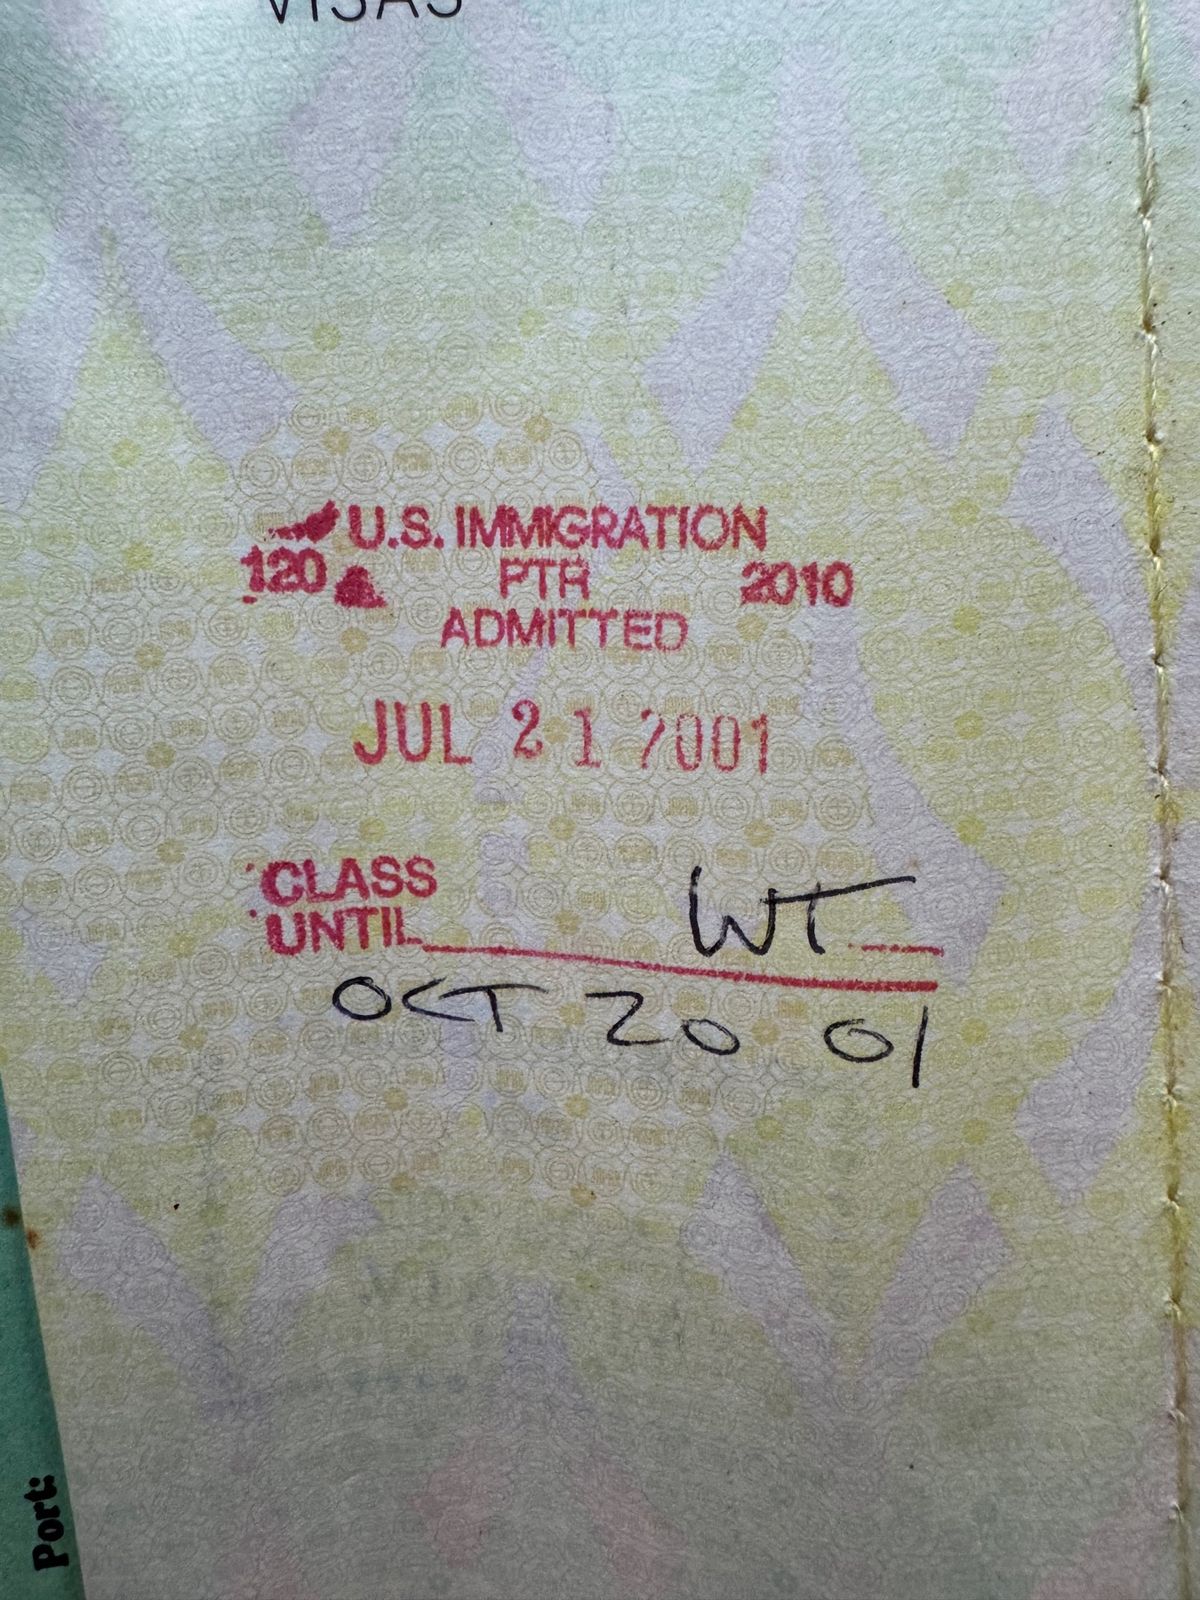 VISAS
U.S. IMMIGRATION
120 PTR 2010
ADMITTED
JUL 21 2001
CLASS WT
UNTIL
OCT 20 01
Port: